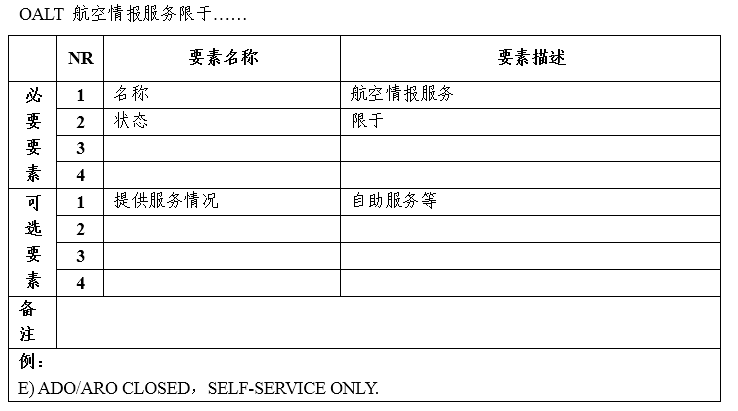 OALT 航空情报服务限于……
NR 要素名称 要素描述
必要要素
1 名称 航空情报服务
2 状态 限于
3
4
可选要素
1 提供服务情况 自助服务等
2
3
4
备注
例：
E) ADO/ARO CLOSED，SELF-SERVICE ONLY.